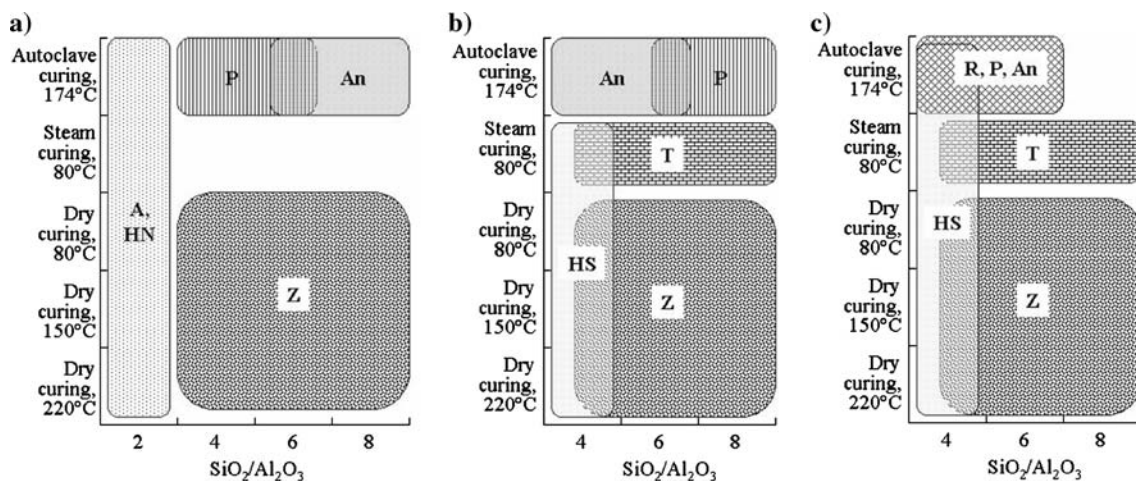 a)
Autoclave
curing,
174°C
Steam
curing,
80°C
Dry
curing,
80°C
Dry
curing,
150°C
Dry
curing,
220°C
P
An
A,
HN
Z
2 4 6 8
SiO₂/Al₂O₃
b)
Autoclave
curing,
174°C
Steam
curing,
80°C
Dry
curing,
80°C
Dry
curing,
150°C
Dry
curing,
220°C
An
P
T
HS
Z
4 6 8
SiO₂/Al₂O₃
c)
Autoclave
curing,
174°C
Steam
curing,
80°C
Dry
curing,
80°C
Dry
curing,
150°C
Dry
curing,
220°C
R, P, An
T
HS
Z
4 6 8
SiO₂/Al₂O₃